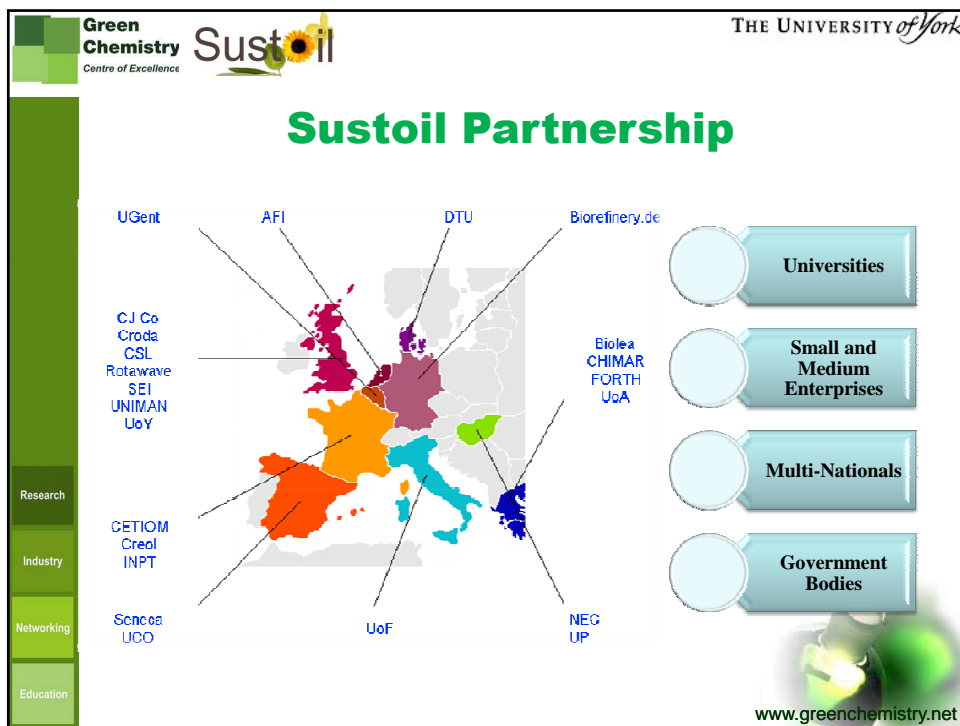 Green
Chemistry
Centre of Excellence
Sustoil
THE UNIVERSITY of York
Sustoil Partnership
UGent
AFI
DTU
Biorefinery.de
CJ Co
Croda
CSL
Rotawave
SEI
UNIMAN
UoY
Biolea
CHIMAR
FORTH
UoA
CETIOM
Creol
INPT
Seneca
UCO
UoF
NEC
UP
Universities
Small and
Medium
Enterprises
Multi-Nationals
Government
Bodies
Research
Industry
Networking
Education
www.greenchemistry.net